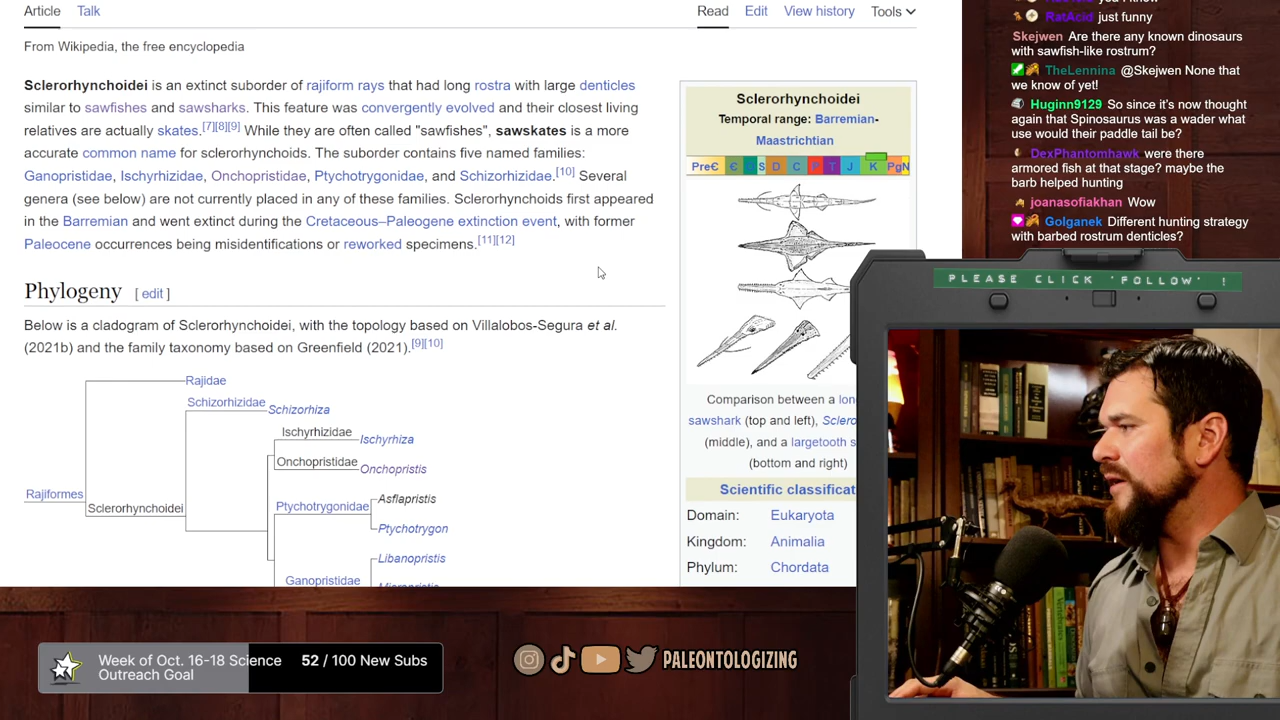 Article Talk Read Edit View history Tools
From Wikipedia, the free encyclopedia
Sclerorhynchoidei is an extinct suborder of rajiform rays that had long rostra with large denticles
similar to sawfishes and sawsharks. This feature was convergently evolved and their closest living
relatives are actually skates.[7][8][9] While they are often called "sawfishes", sawskates is a more
accurate common name for sclerorhynchoids. The suborder contains five named families:
Ganopristidae, Ischyrhizidae, Onchopristidae, Ptychotrygonidae, and Schizorhizidae.[10] Several
genera (see below) are not currently placed in any of these families. Sclerorhynchoids first appeared
in the Barremian and went extinct during the Cretaceous–Paleogene extinction event, with former
Paleocene occurrences being misidentifications or reworked specimens.[11][12]
Phylogeny [ edit ]
Below is a cladogram of Sclerorhynchoidei, with the topology based on Villalobos-Segura et al.
(2021b) and the family taxonomy based on Greenfield (2021).[9][10]
Rajidae
Schizorhizidae
Schizorhiza
Ischyrhizidae
Ischyrhiza
Onchopristidae
Onchopristis
Rajiformes
Sclerorhynchoidei
Ptychotrygonidae
Asflapristis
Ptychotrygon
Libanopristis
Ganopristidae
Sclerorhynchoidei
Temporal range: Barremian-
Maastrichtian
PreꞒ Ꞓ O S D C P T J K PgN
Comparison between a
sawshark (top and left),
(middle), and a largetooth
(bottom and right)
Scientific
Domain: Eukaryota
Kingdom: Animalia
Phylum: Chordata
RatAcid just funny
Skejwen Are there any known dinosaurs
with sawfish-like rostrum?
TheLennina @Skejwen None that
we know of yet!
Huginn9129 So since it's now thought
again that Spinosaurus was a wader what
use would their paddle tail be?
DexPhantomhawk were there
armored fish at that stage? maybe the
barb helped hunting
joanasofiakhan Wow
Golganek Different hunting strategy
with barbed rostrum denticles?
PLEASE CLICK 'FOLLOW' !
Week of Oct. 16-18 Science 52 / 100 New Subs
Outreach Goal
PALEONTOLOGIZING